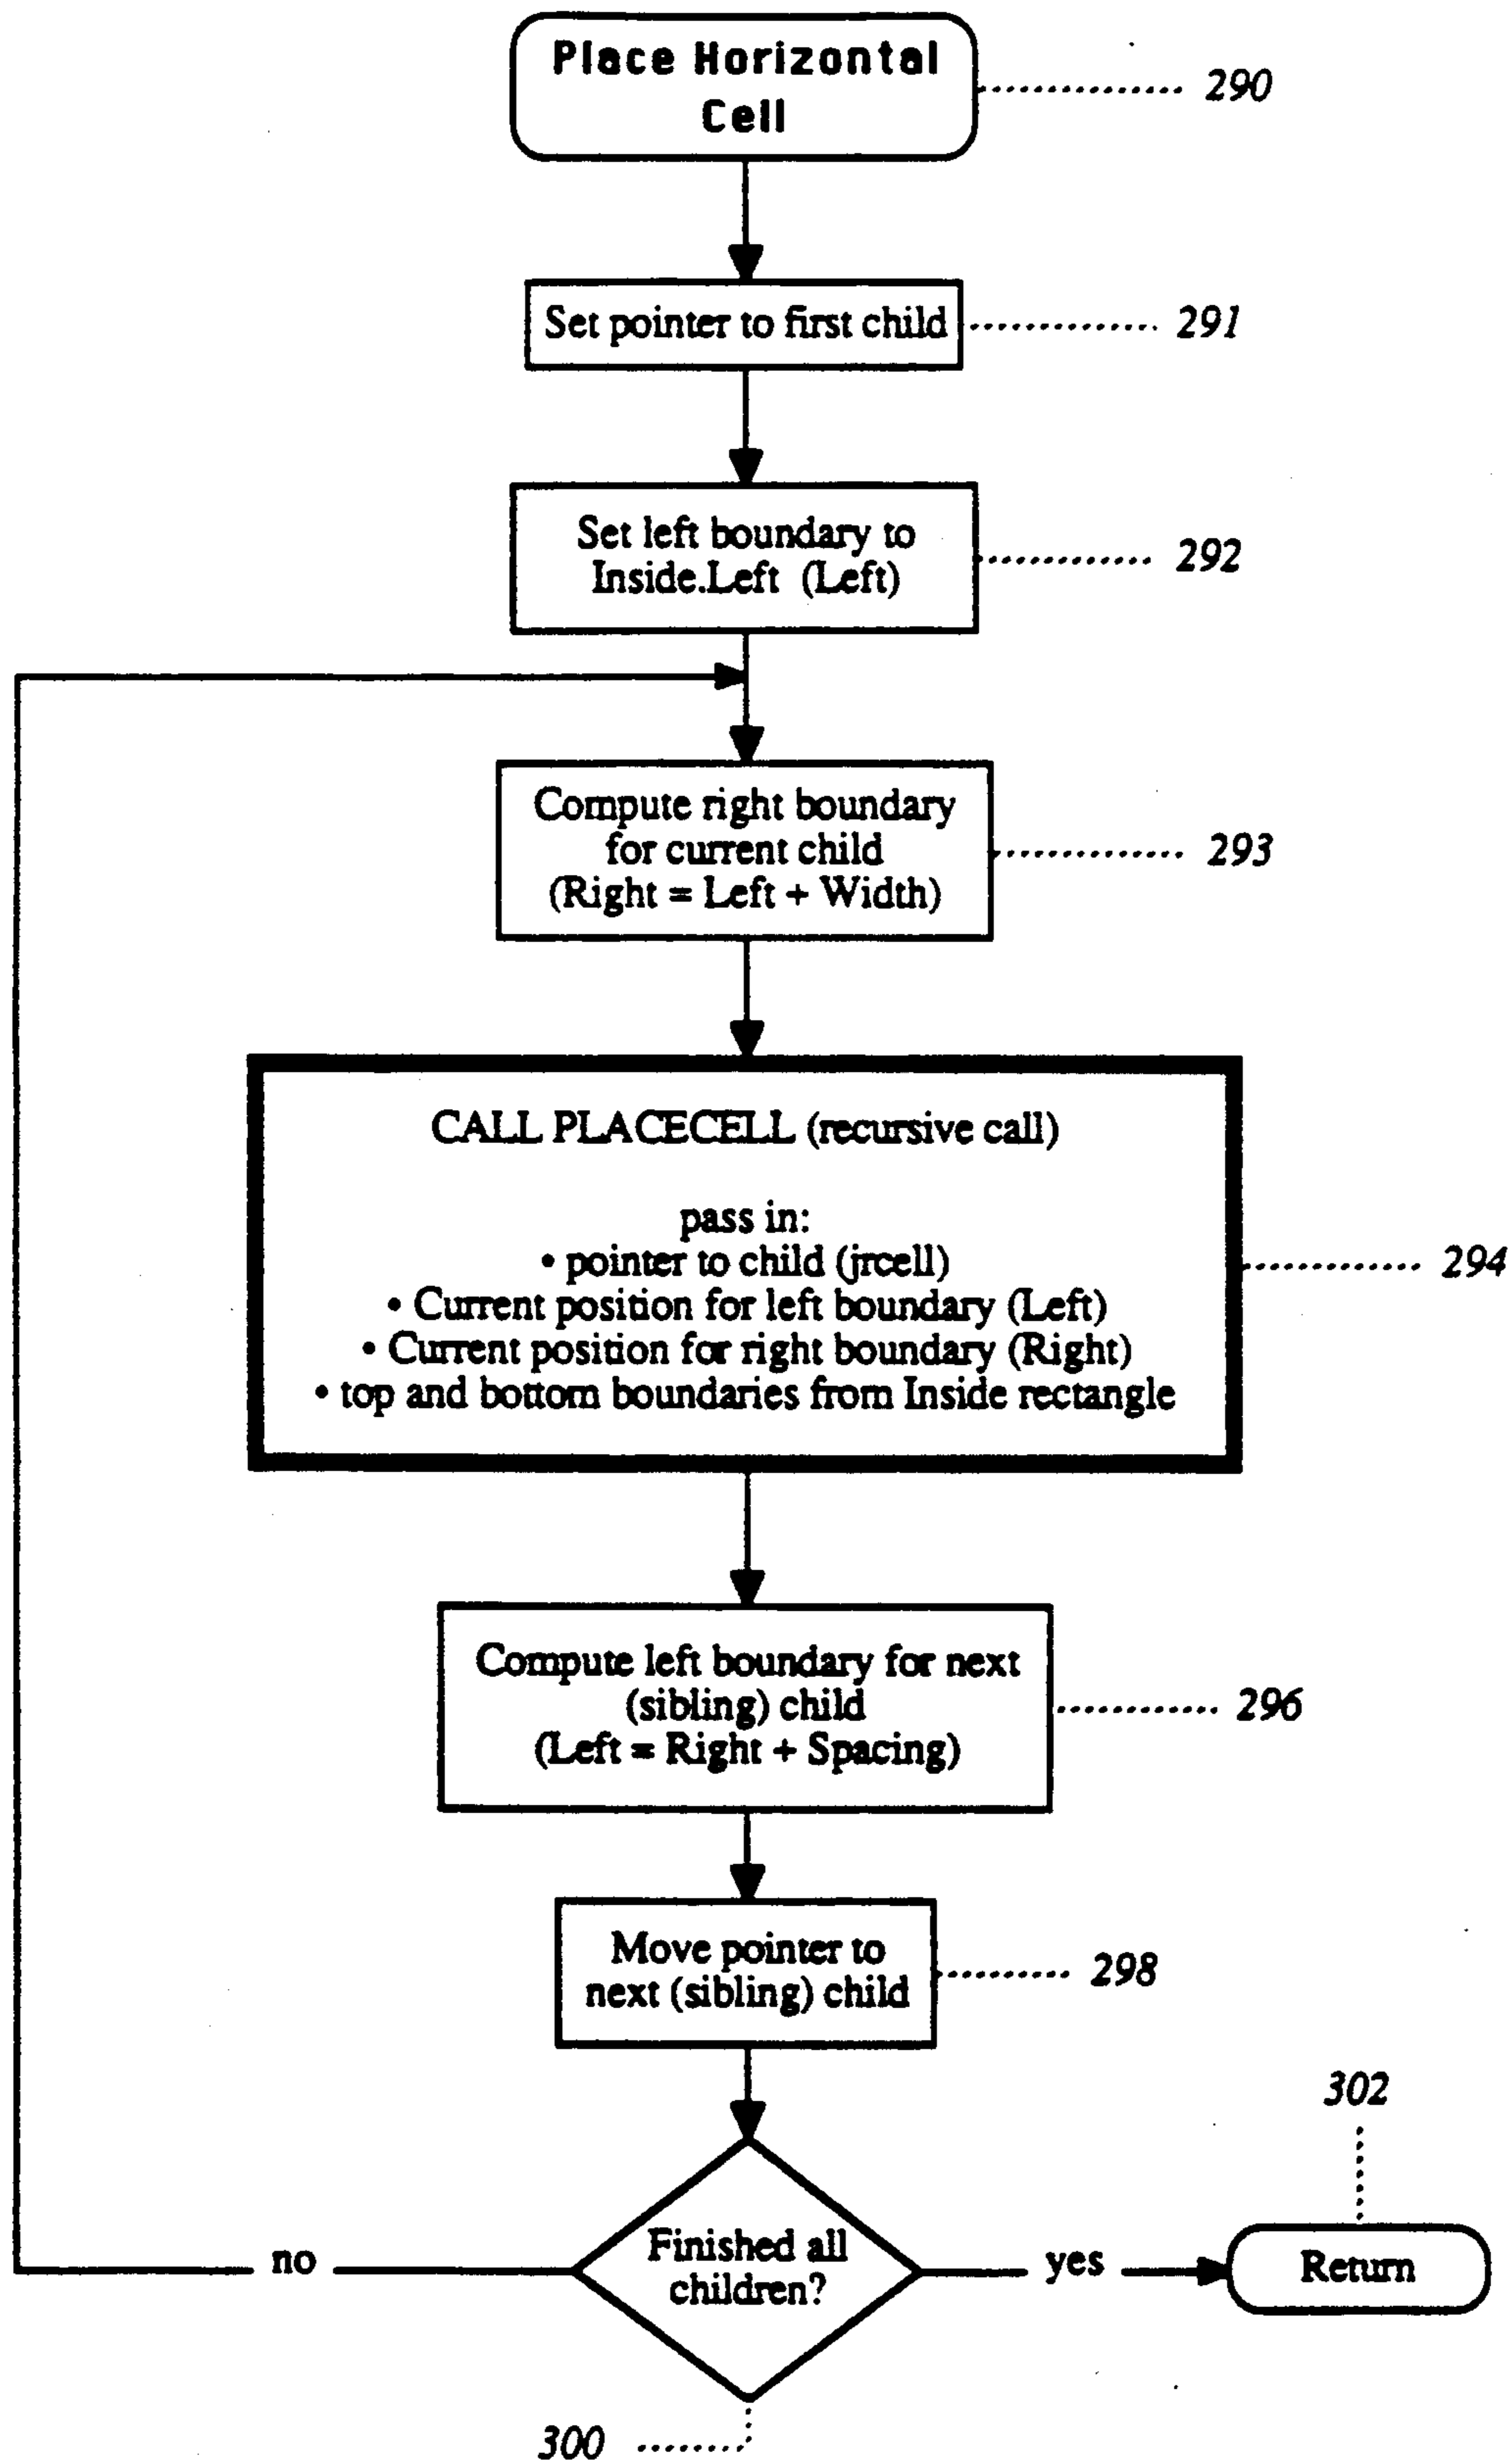 Place Horizontal
Cell
290
Set pointer to first child
291
Set left boundary to
Inside.Left (Left)
292
Compute right boundary
for current child
(Right = Left + Width)
293
CALL PLACECELL (recursive call)
pass in:
• pointer to child (jrcell)
• Current position for left boundary (Left)
• Current position for right boundary (Right)
• top and bottom boundaries from Inside rectangle
294
Compute left boundary for next
(sibling) child
(Left = Right + Spacing)
296
Move pointer to
next (sibling) child
298
302
Finished all
children?
no
yes
Return
300